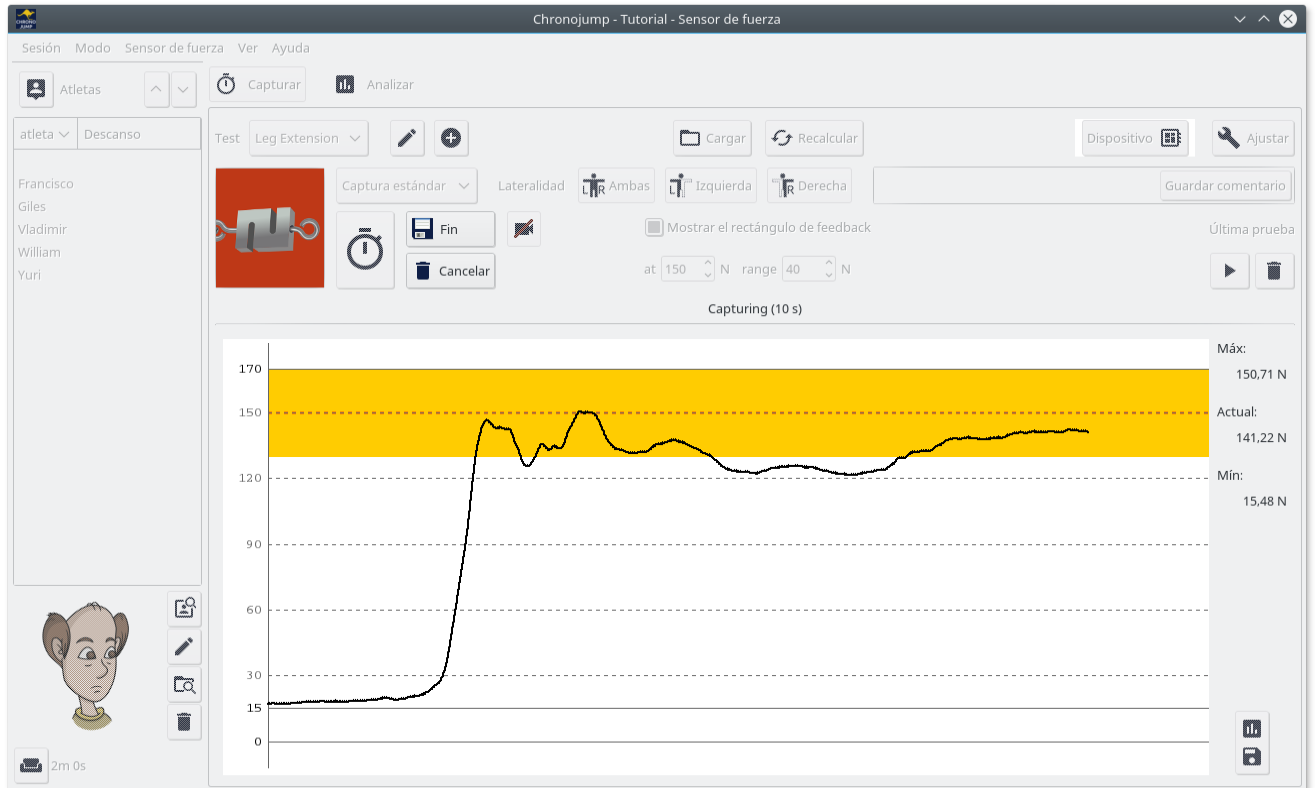 CHRONO
JUMP
Chronojump - Tutorial - Sensor de fuerza
Sesión Modo Sensor de fuerza Ver Ayuda
Atletas
Capturar Analizar
atleta Descanso
Test Leg Extension Cargar Recalcular Dispositivo Ajustar
Francisco
Giles
Vladimir
William
Yuri
Captura estándar Lateralidad L R Ambas L Izquierda R Derecha Guardar comentario
Fin Mostrar el rectángulo de feedback Última prueba
Cancelar at 150 N range 40 N
Capturing (10 s)
170
150
120
90
60
30
15
0
Máx:
150,71 N
Actual:
141,22 N
Mín:
15,48 N
2m 0s